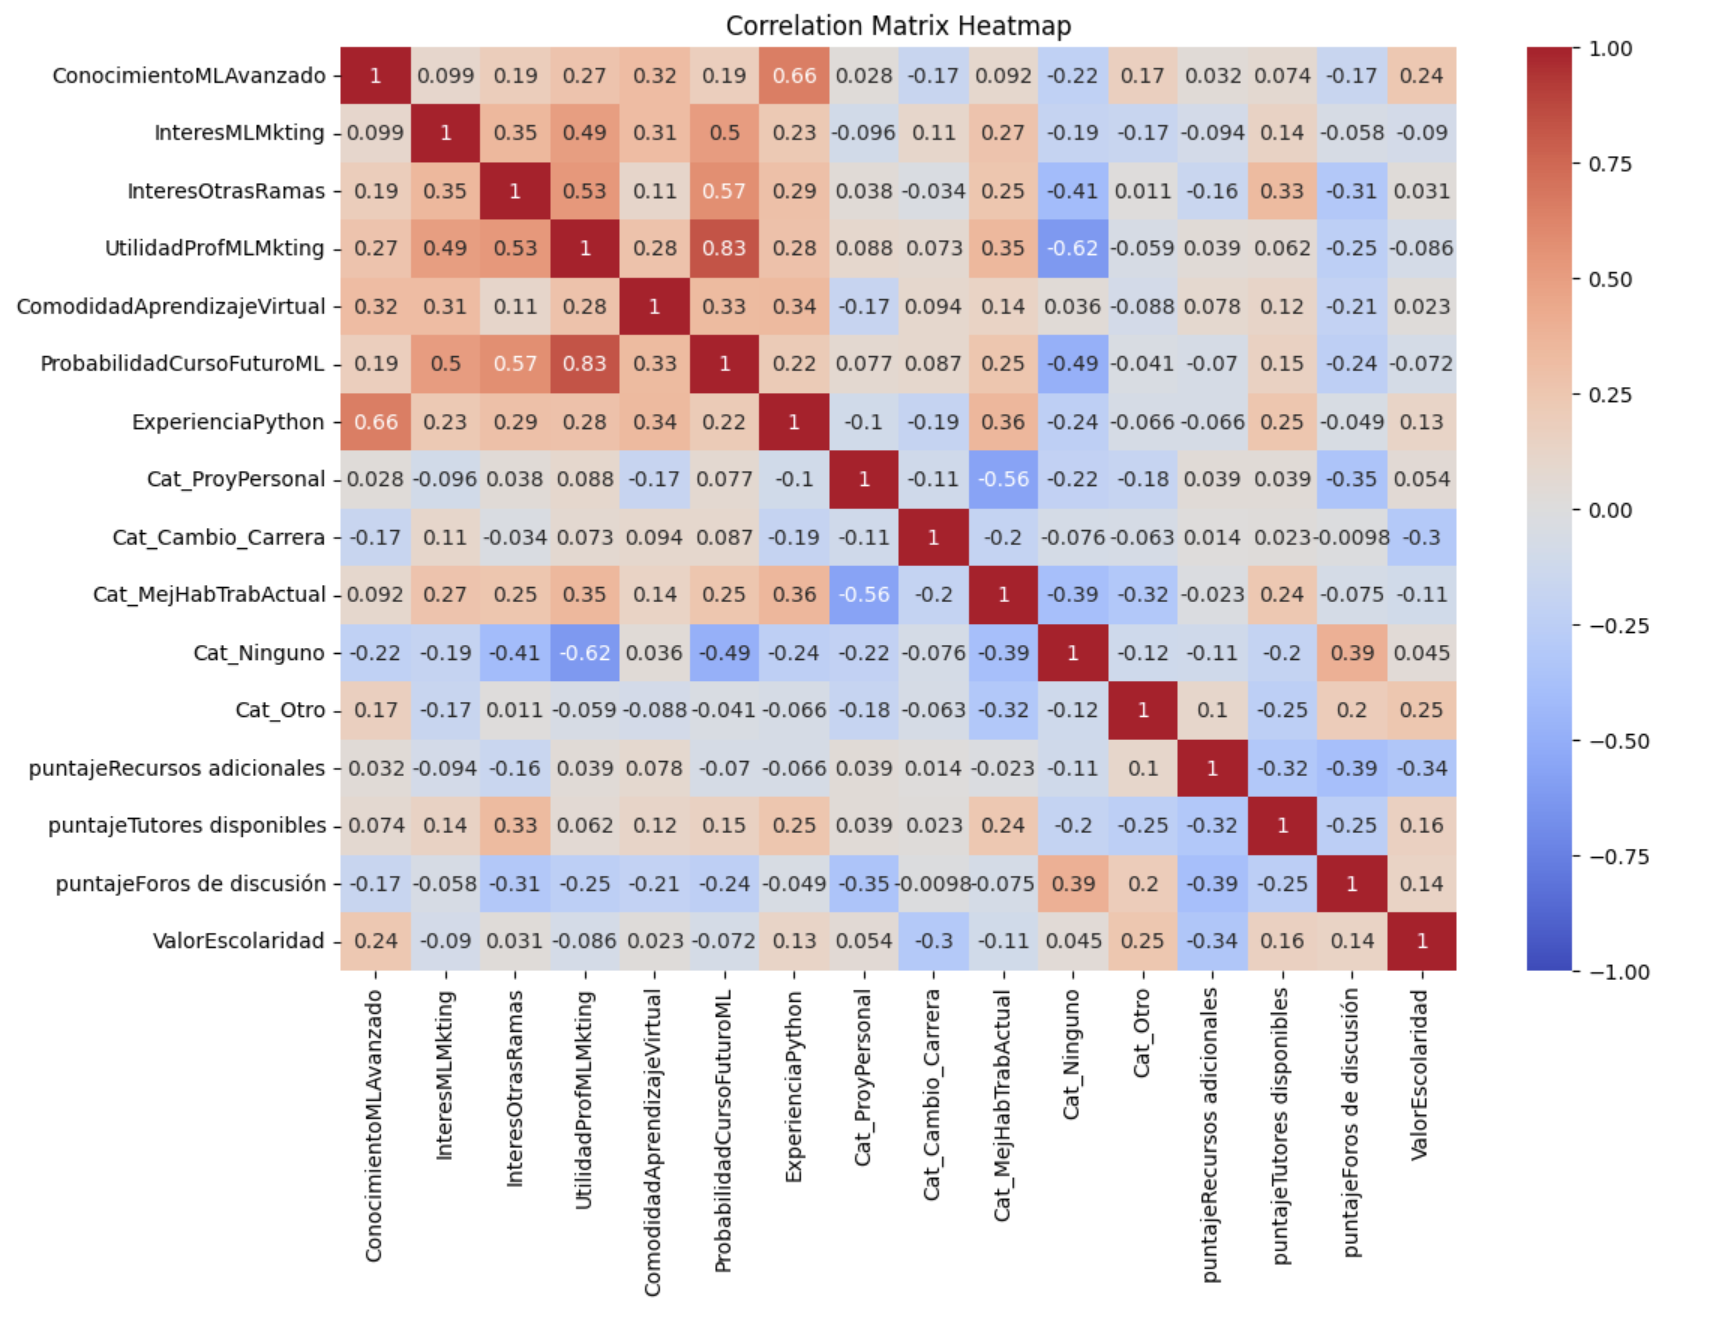 Correlation Matrix Heatmap
ConocimientoMLAvanzado 1 0.099 0.19 0.27 0.32 0.19 0.66 0.028 -0.17 0.092 -0.22 0.17 0.032 0.074 -0.17 0.24
InteresMLMkting 0.099 1 0.35 0.49 0.31 0.5 0.23 -0.096 0.11 0.27 -0.19 -0.17 -0.094 0.14 -0.058 -0.09
InteresOtrasRamas 0.19 0.35 1 0.53 0.11 0.57 0.29 0.038 -0.034 0.25 -0.41 0.011 -0.16 0.33 -0.31 0.031
UtilidadProfMLMkting 0.27 0.49 0.53 1 0.28 0.83 0.28 0.088 0.073 0.35 -0.62 -0.059 0.039 0.062 -0.25 -0.086
ComodidadAprendizajeVirtual 0.32 0.31 0.11 0.28 1 0.33 0.34 -0.17 0.094 0.14 0.036 -0.088 0.078 0.12 -0.21 0.023
ProbabilidadCursoFuturoML 0.19 0.5 0.57 0.83 0.33 1 0.22 0.077 0.087 0.25 -0.49 -0.041 -0.07 0.15 -0.24 -0.072
ExperienciaPython 0.66 0.23 0.29 0.28 0.34 0.22 1 -0.1 -0.19 0.36 -0.24 -0.066 -0.066 0.25 -0.049 0.13
Cat_ProyPersonal 0.028 -0.096 0.038 0.088 -0.17 0.077 -0.1 1 -0.11 -0.56 -0.22 -0.18 0.039 0.039 -0.35 0.054
Cat_Cambio_Carrera -0.17 0.11 -0.034 0.073 0.094 0.087 -0.19 -0.11 1 -0.2 -0.076 -0.063 0.014 0.023 -0.0098 -0.3
Cat_MejHabTrabActual 0.092 0.27 0.25 0.35 0.14 0.25 0.36 -0.56 -0.2 1 -0.39 -0.32 -0.023 0.24 -0.075 -0.11
Cat_Ninguno -0.22 -0.19 -0.41 -0.62 0.036 -0.49 -0.24 -0.22 -0.076 -0.39 1 -0.12 -0.11 -0.2 0.39 0.045
Cat_Otro 0.17 -0.17 0.011 -0.059 -0.088 -0.041 -0.066 -0.18 -0.063 -0.32 -0.12 1 0.1 -0.25 0.2 0.25
puntajeRecursos adicionales 0.032 -0.094 -0.16 0.039 0.078 -0.07 -0.066 0.039 0.014 -0.023 -0.11 0.1 1 -0.32 -0.39 -0.34
puntajeTutores disponibles 0.074 0.14 0.33 0.062 0.12 0.15 0.25 0.039 0.023 0.24 -0.2 -0.25 -0.32 1 -0.25 0.16
puntajeForos de discusión -0.17 -0.058 -0.31 -0.25 -0.21 -0.24 -0.049 -0.35 -0.0098 -0.075 0.39 0.2 -0.39 -0.25 1 0.14
ValorEscolaridad 0.24 -0.09 0.031 -0.086 0.023 -0.072 0.13 0.054 -0.3 -0.11 0.045 0.25 -0.34 0.16 0.14 1
ConocimientoMLAvanzado
InteresMLMkting
InteresOtrasRamas
UtilidadProfMLMkting
ComodidadAprendizajeVirtual
ProbabilidadCursoFuturoML
ExperienciaPython
Cat_ProyPersonal
Cat_Cambio_Carrera
Cat_MejHabTrabActual
Cat_Ninguno
Cat_Otro
puntajeRecursos adicionales
puntajeTutores disponibles
puntajeForos de discusión
ValorEscolaridad
1.00
0.75
0.50
0.25
0.00
−0.25
−0.50
−0.75
−1.00